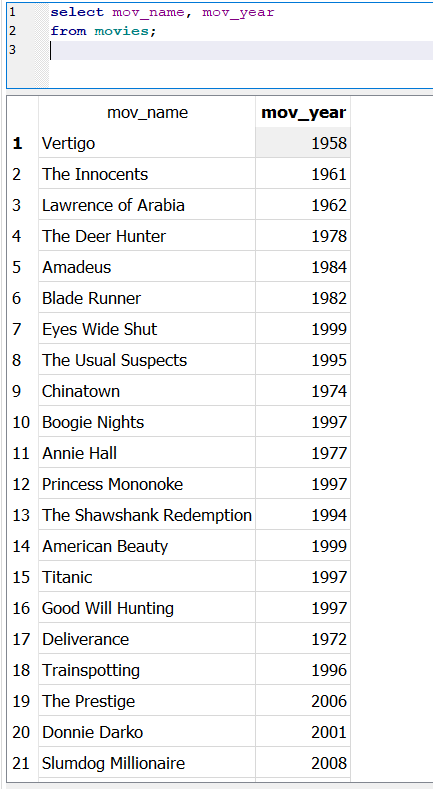 1 select mov_name, mov_year
2 from movies;
3
mov_name mov_year
1 Vertigo 1958
2 The Innocents 1961
3 Lawrence of Arabia 1962
4 The Deer Hunter 1978
5 Amadeus 1984
6 Blade Runner 1982
7 Eyes Wide Shut 1999
8 The Usual Suspects 1995
9 Chinatown 1974
10 Boogie Nights 1997
11 Annie Hall 1977
12 Princess Mononoke 1997
13 The Shawshank Redemption 1994
14 American Beauty 1999
15 Titanic 1997
16 Good Will Hunting 1997
17 Deliverance 1972
18 Trainspotting 1996
19 The Prestige 2006
20 Donnie Darko 2001
21 Slumdog Millionaire 2008